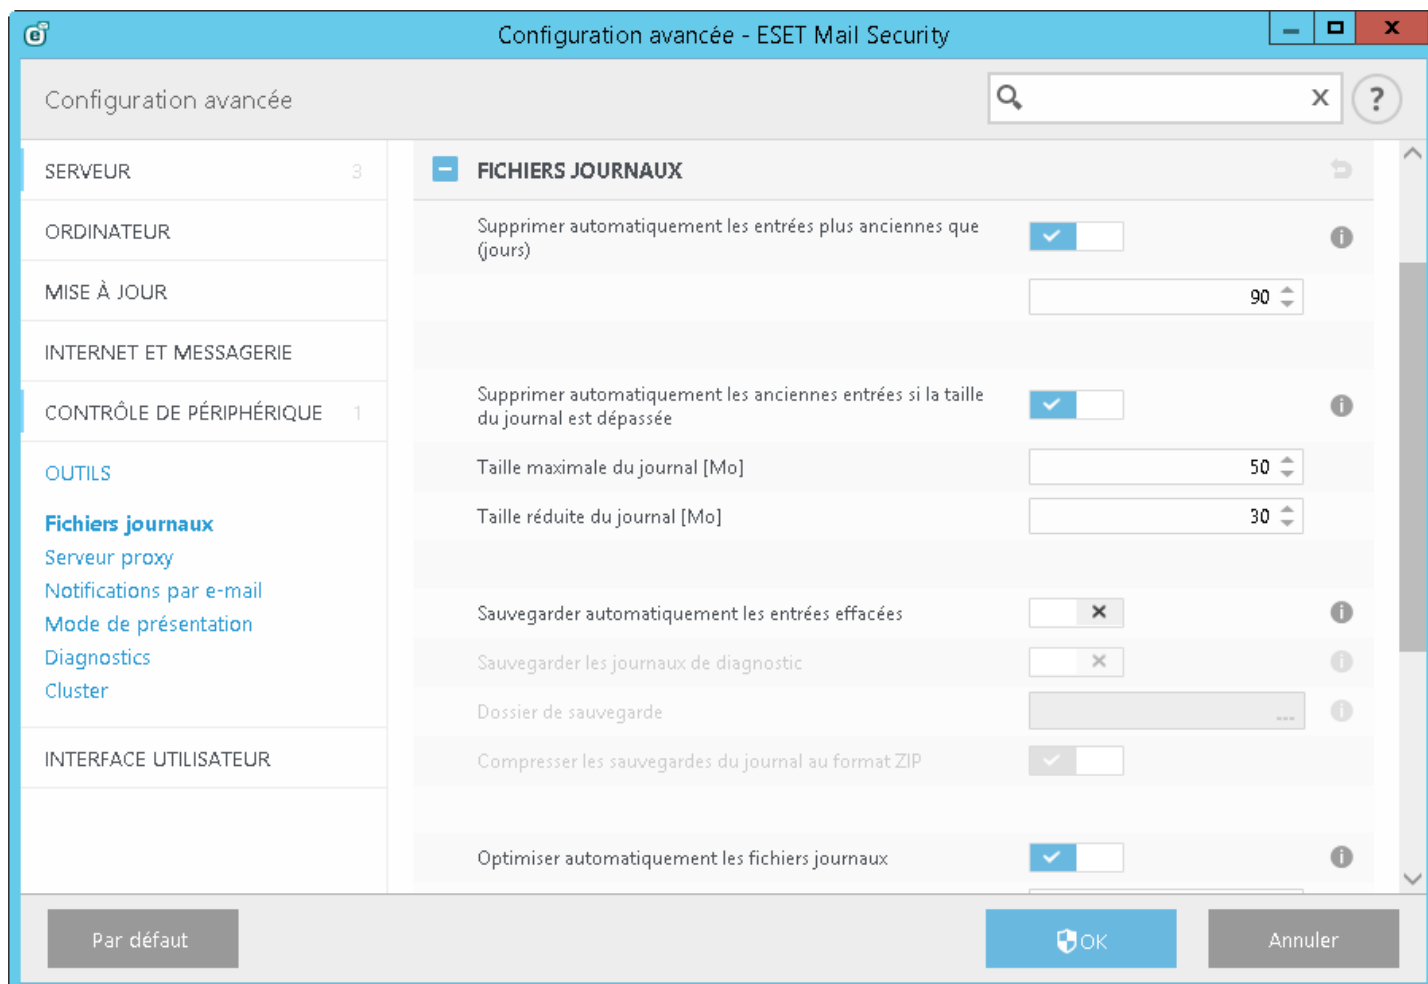 Configuration avancée - ESET Mail Security
Configuration avancée
?
SERVEUR 3
ORDINATEUR
MISE À JOUR
INTERNET ET MESSAGERIE
CONTRÔLE DE PÉRIPHÉRIQUE 1
OUTILS
Fichiers journaux
Serveur proxy
Notifications par e-mail
Mode de présentation
Diagnostics
Cluster
INTERFACE UTILISATEUR
FICHIERS JOURNAUX
Supprimer automatiquement les entrées plus anciennes que
(jours)
90
Supprimer automatiquement les anciennes entrées si la taille
du journal est dépassée
Taille maximale du journal [Mo] 50
Taille réduite du journal [Mo] 30
Sauvegarder automatiquement les entrées effacées
Sauvegarder les journaux de diagnostic
Dossier de sauvegarde ...
Compresser les sauvegardes du journal au format ZIP
Optimiser automatiquement les fichiers journaux
Par défaut
OK
Annuler